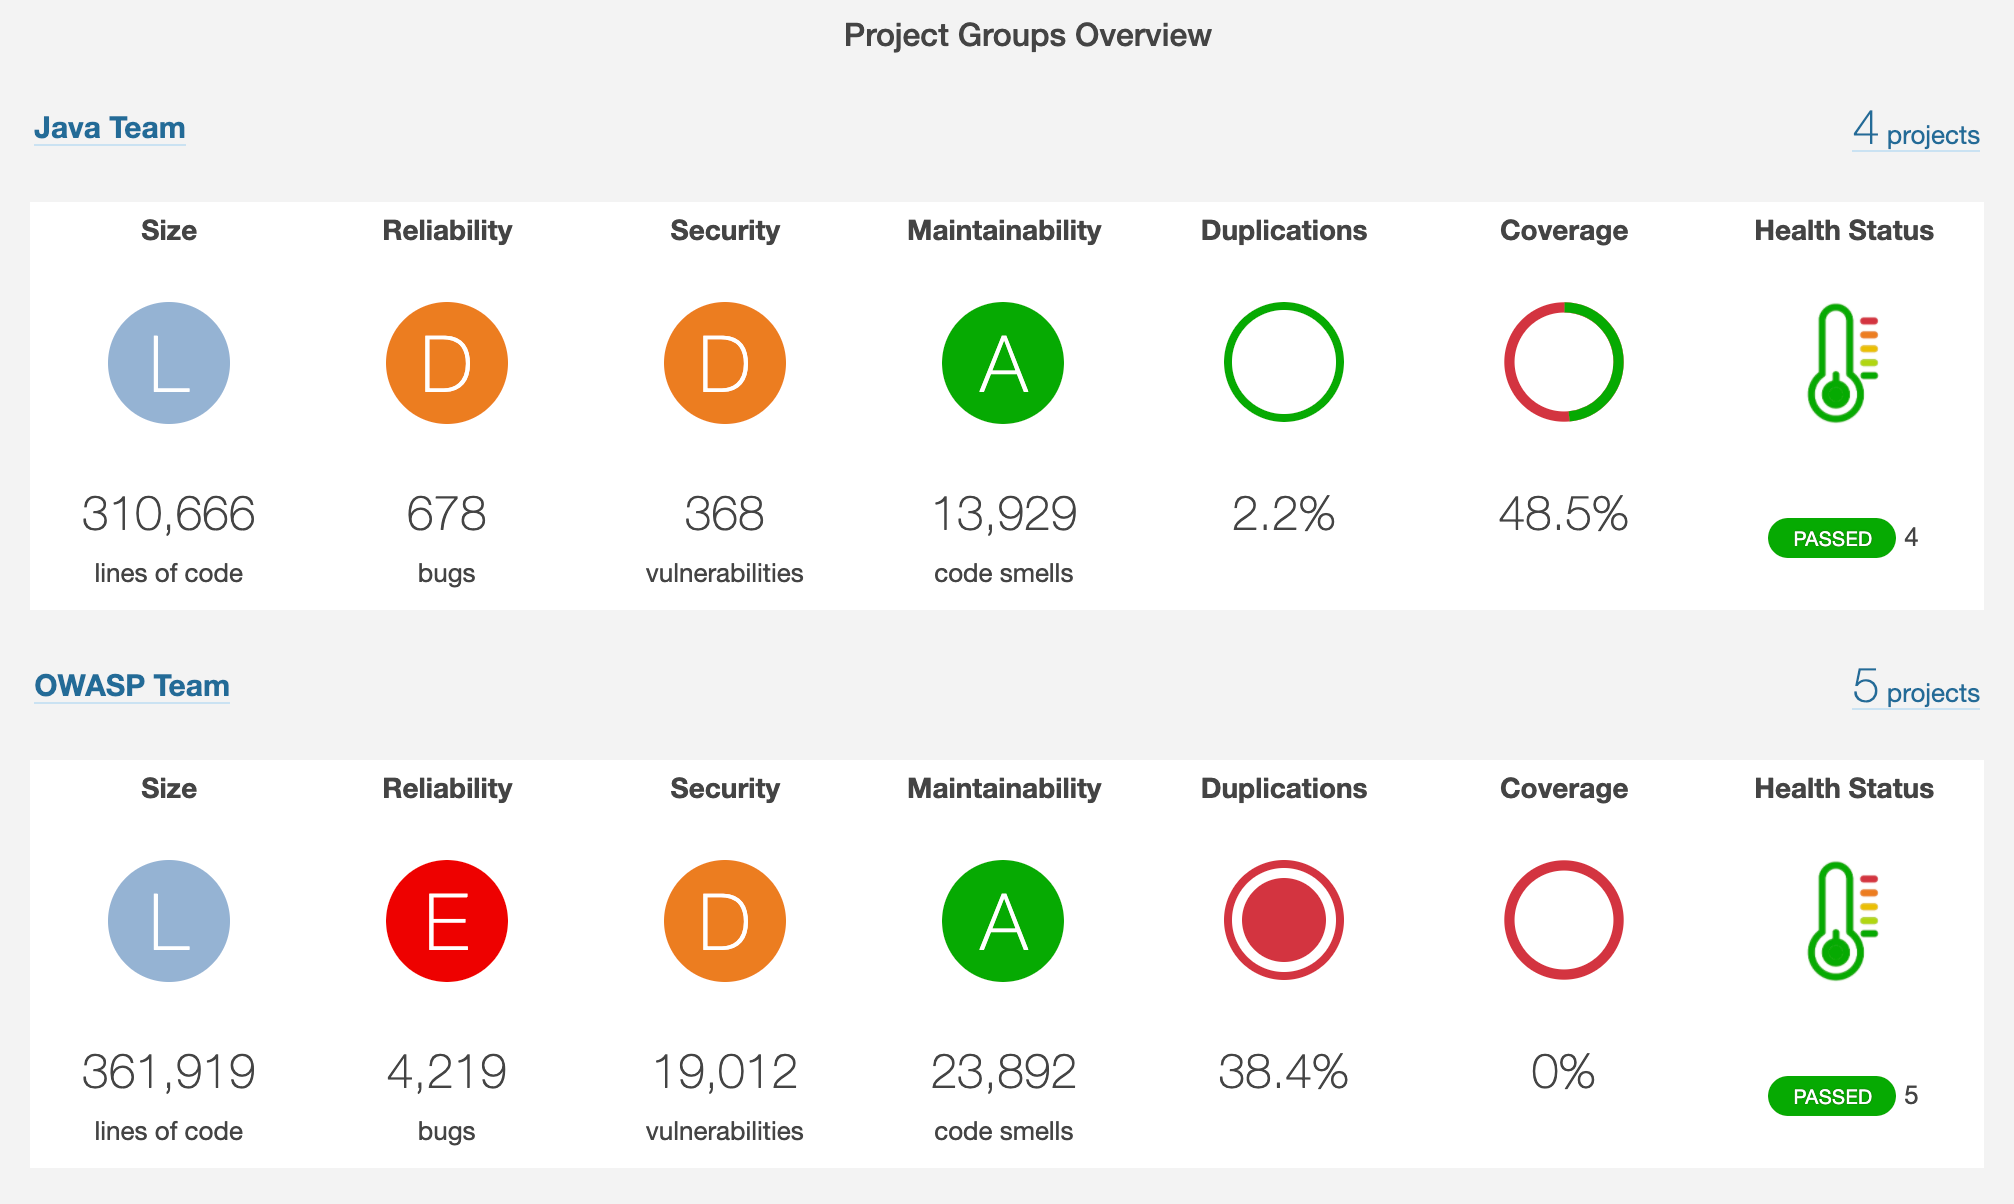 Project Groups Overview
Java Team
4 projects
Size Reliability Security Maintainability Duplications Coverage Health Status
L D D A
310,666 678 368 13,929 2.2% 48.5%
PASSED 4
lines of code bugs vulnerabilities code smells
OWASP Team
5 projects
Size Reliability Security Maintainability Duplications Coverage Health Status
L E D A
361,919 4,219 19,012 23,892 38.4% 0%
PASSED 5
lines of code bugs vulnerabilities code smells